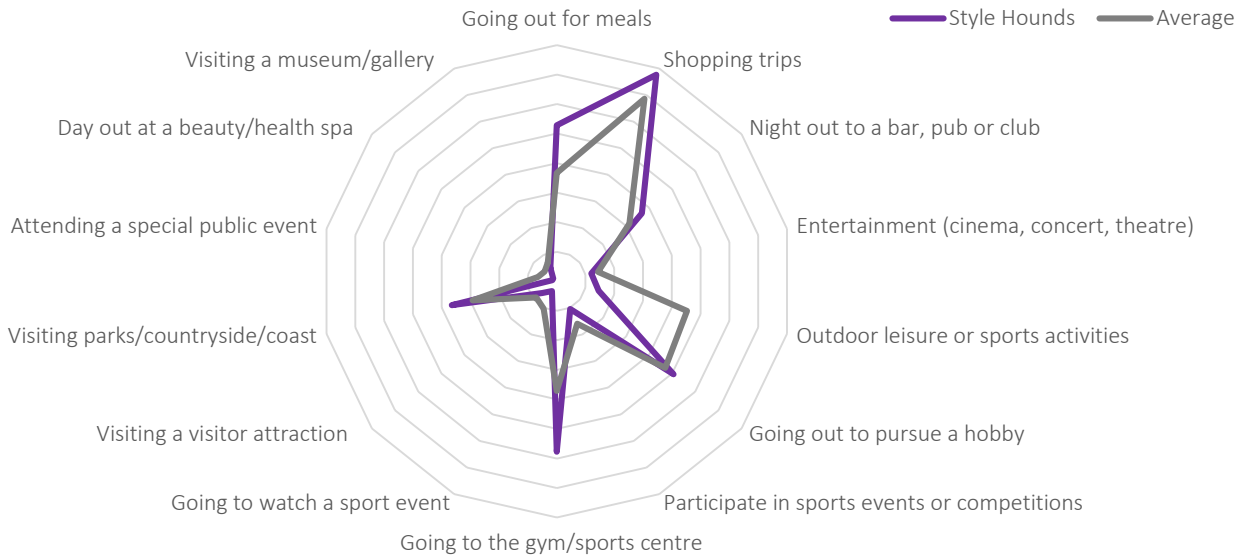 Going out for meals
Style Hounds
Average
Visiting a museum/gallery
Shopping trips
Day out at a beauty/health spa
Night out to a bar, pub or club
Attending a special public event
Entertainment (cinema, concert, theatre)
Visiting parks/countryside/coast
Outdoor leisure or sports activities
Visiting a visitor attraction
Going out to pursue a hobby
Going to watch a sport event
Participate in sports events or competitions
Going to the gym/sports centre